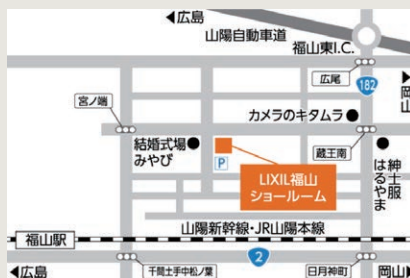 ◀広島
山陽自動車道
福山東I.C.
広尾
182
岡山▶
宮ノ端
カメラのキタムラ●
結婚式場●
みやび
P
蔵王南
紳士服
はるやま
LIXIL福山
ショールーム
山陽新幹線・JR山陽本線
福山駅
2
◀広島
千間土手中松ノ葉
日月神町
岡山▶